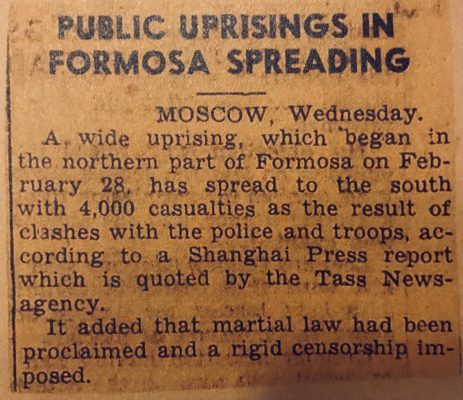 PUBLIC UPRISINGS IN
FORMOSA SPREADING
MOSCOW, Wednesday.
A wide uprising, which began in
the northern part of Formosa on Feb-
ruary 28, has spread to the south
with 4,000 casualties as the result of
clashes with the police and troops, ac-
cording to a Shanghai Press report
which is quoted by the Tass News-
agency.
It added that martial law had been
proclaimed and a rigid censorship im-
posed.